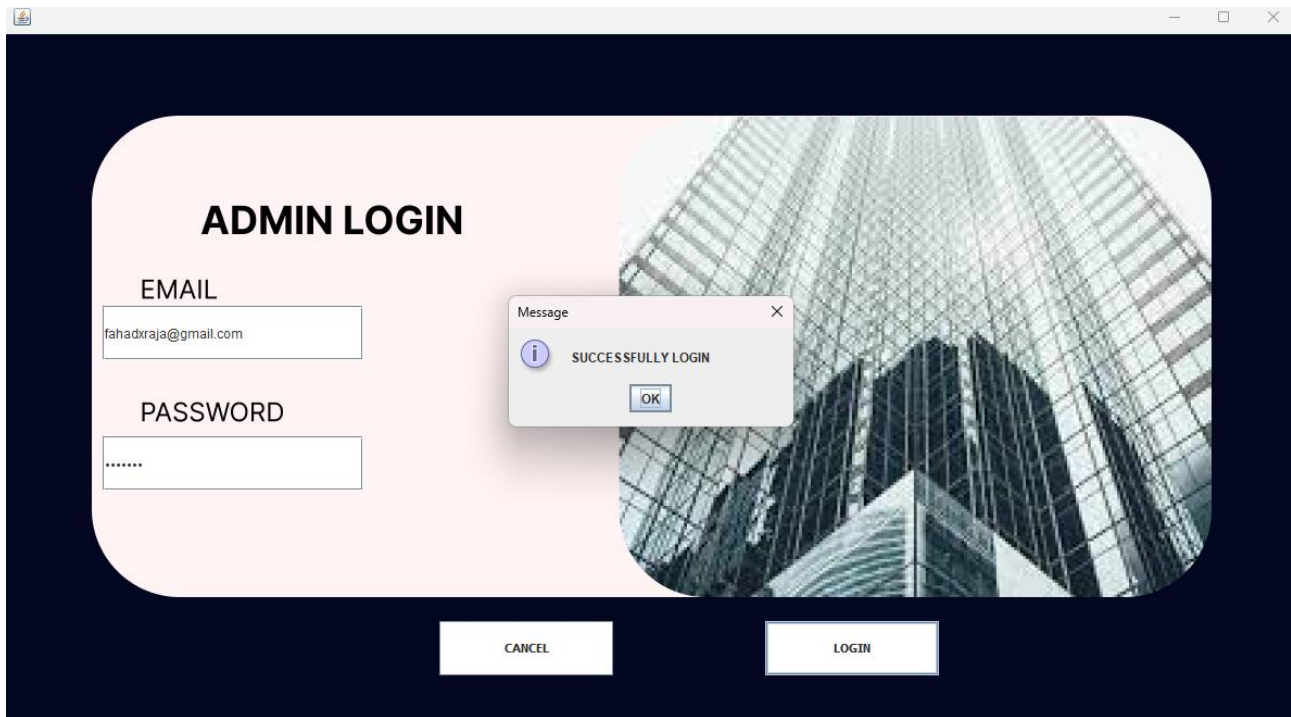 ADMIN LOGIN
EMAIL
fahadxraja@gmail.com
PASSWORD
•••••••
Message
SUCCESSFULLY LOGIN
OK
CANCEL
LOGIN